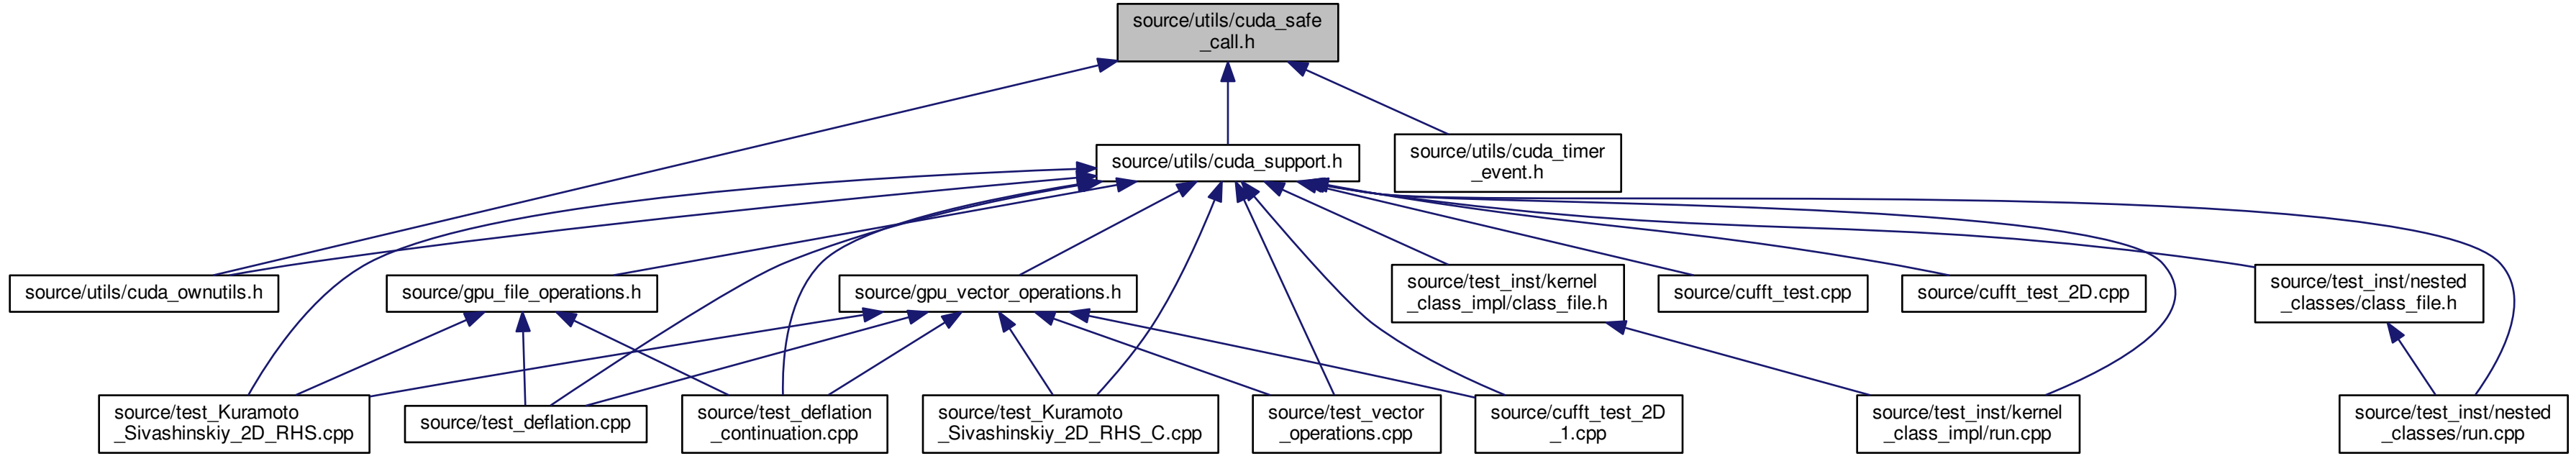 source/utils/cuda_safe
_call.h
source/utils/cuda_support.h
source/utils/cuda_timer
_event.h
source/utils/cuda_ownutils.h
source/gpu_file_operations.h
source/gpu_vector_operations.h
source/test_inst/kernel
_class_impl/class_file.h
source/cufft_test.cpp
source/cufft_test_2D.cpp
source/test_inst/nested
_classes/class_file.h
source/test_Kuramoto
_Sivashinskiy_2D_RHS.cpp
source/test_deflation.cpp
source/test_deflation
_continuation.cpp
source/test_Kuramoto
_Sivashinskiy_2D_RHS_C.cpp
source/test_vector
_operations.cpp
source/cufft_test_2D
_1.cpp
source/test_inst/kernel
_class_impl/run.cpp
source/test_inst/nested
_classes/run.cpp